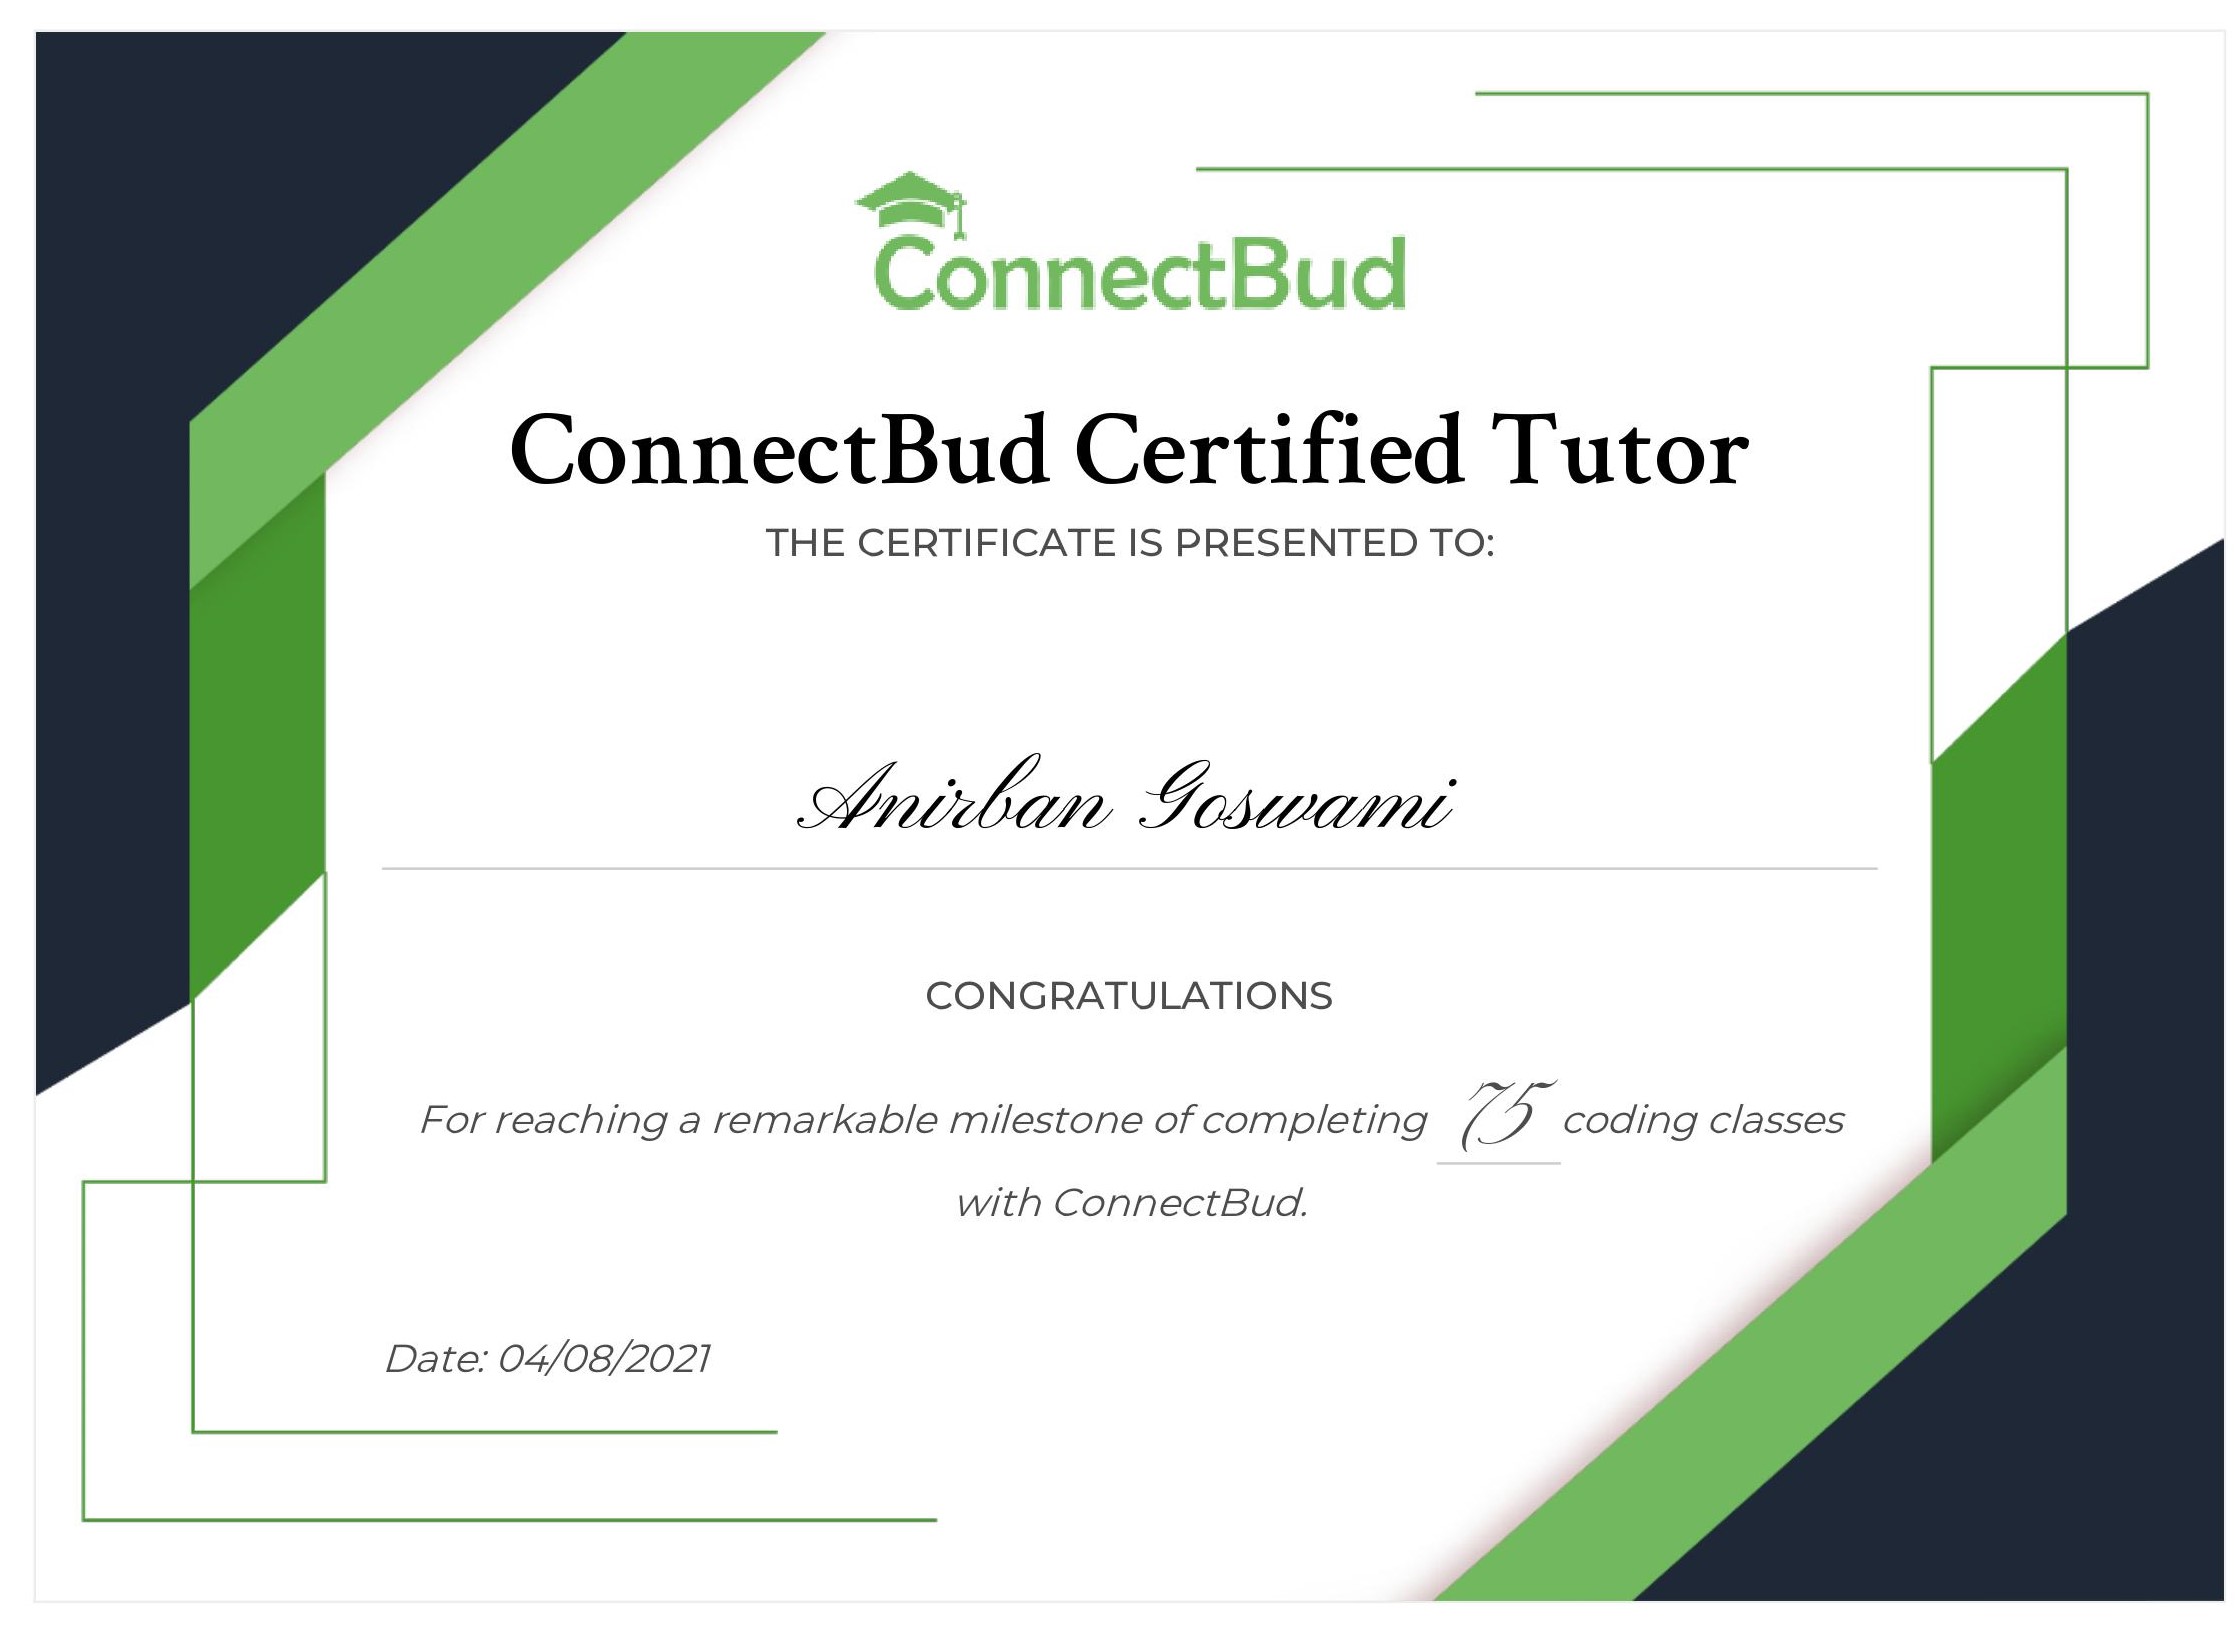 ConnectBud
ConnectBud Certified Tutor
THE CERTIFICATE IS PRESENTED TO:
Anirban Goswami
CONGRATULATIONS
For reaching a remarkable milestone of completing 75 coding classes
with ConnectBud.
Date: 04/08/2021